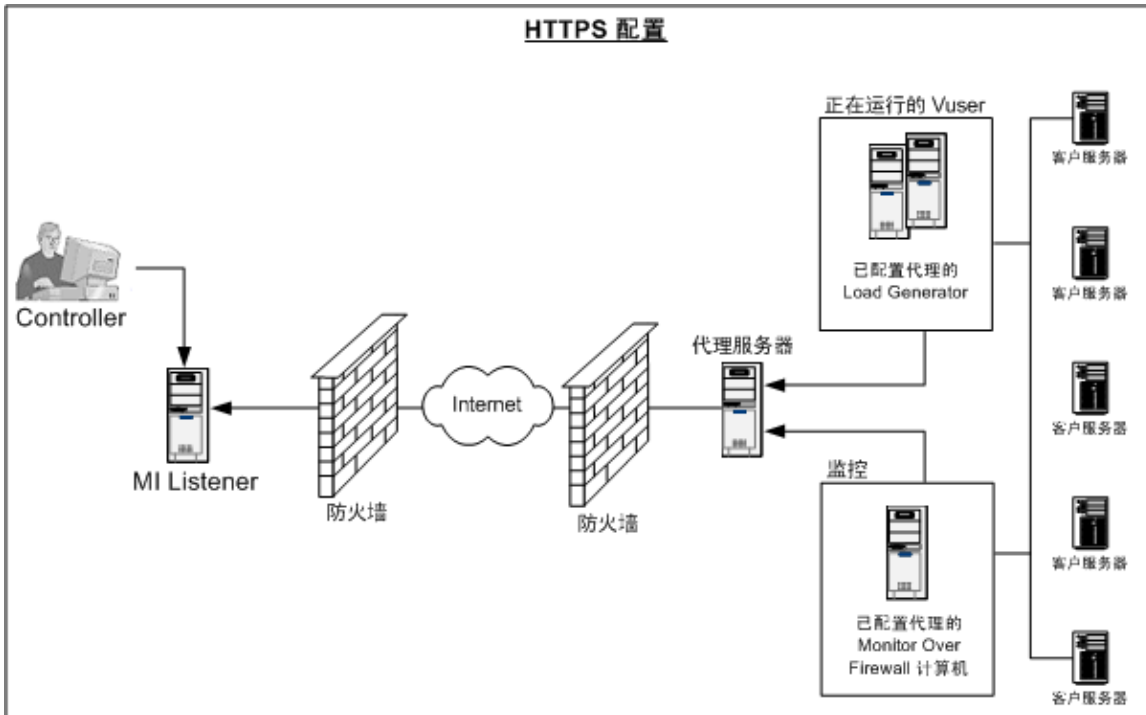 HTTPS 配置
正在运行的 Vuser
已配置代理的
Load Generator
客户服务器
客户服务器
客户服务器
客户服务器
客户服务器
Controller
MI Listener
防火墙
Internet
防火墙
代理服务器
监控
已配置代理的
Monitor Over
Firewall 计算机